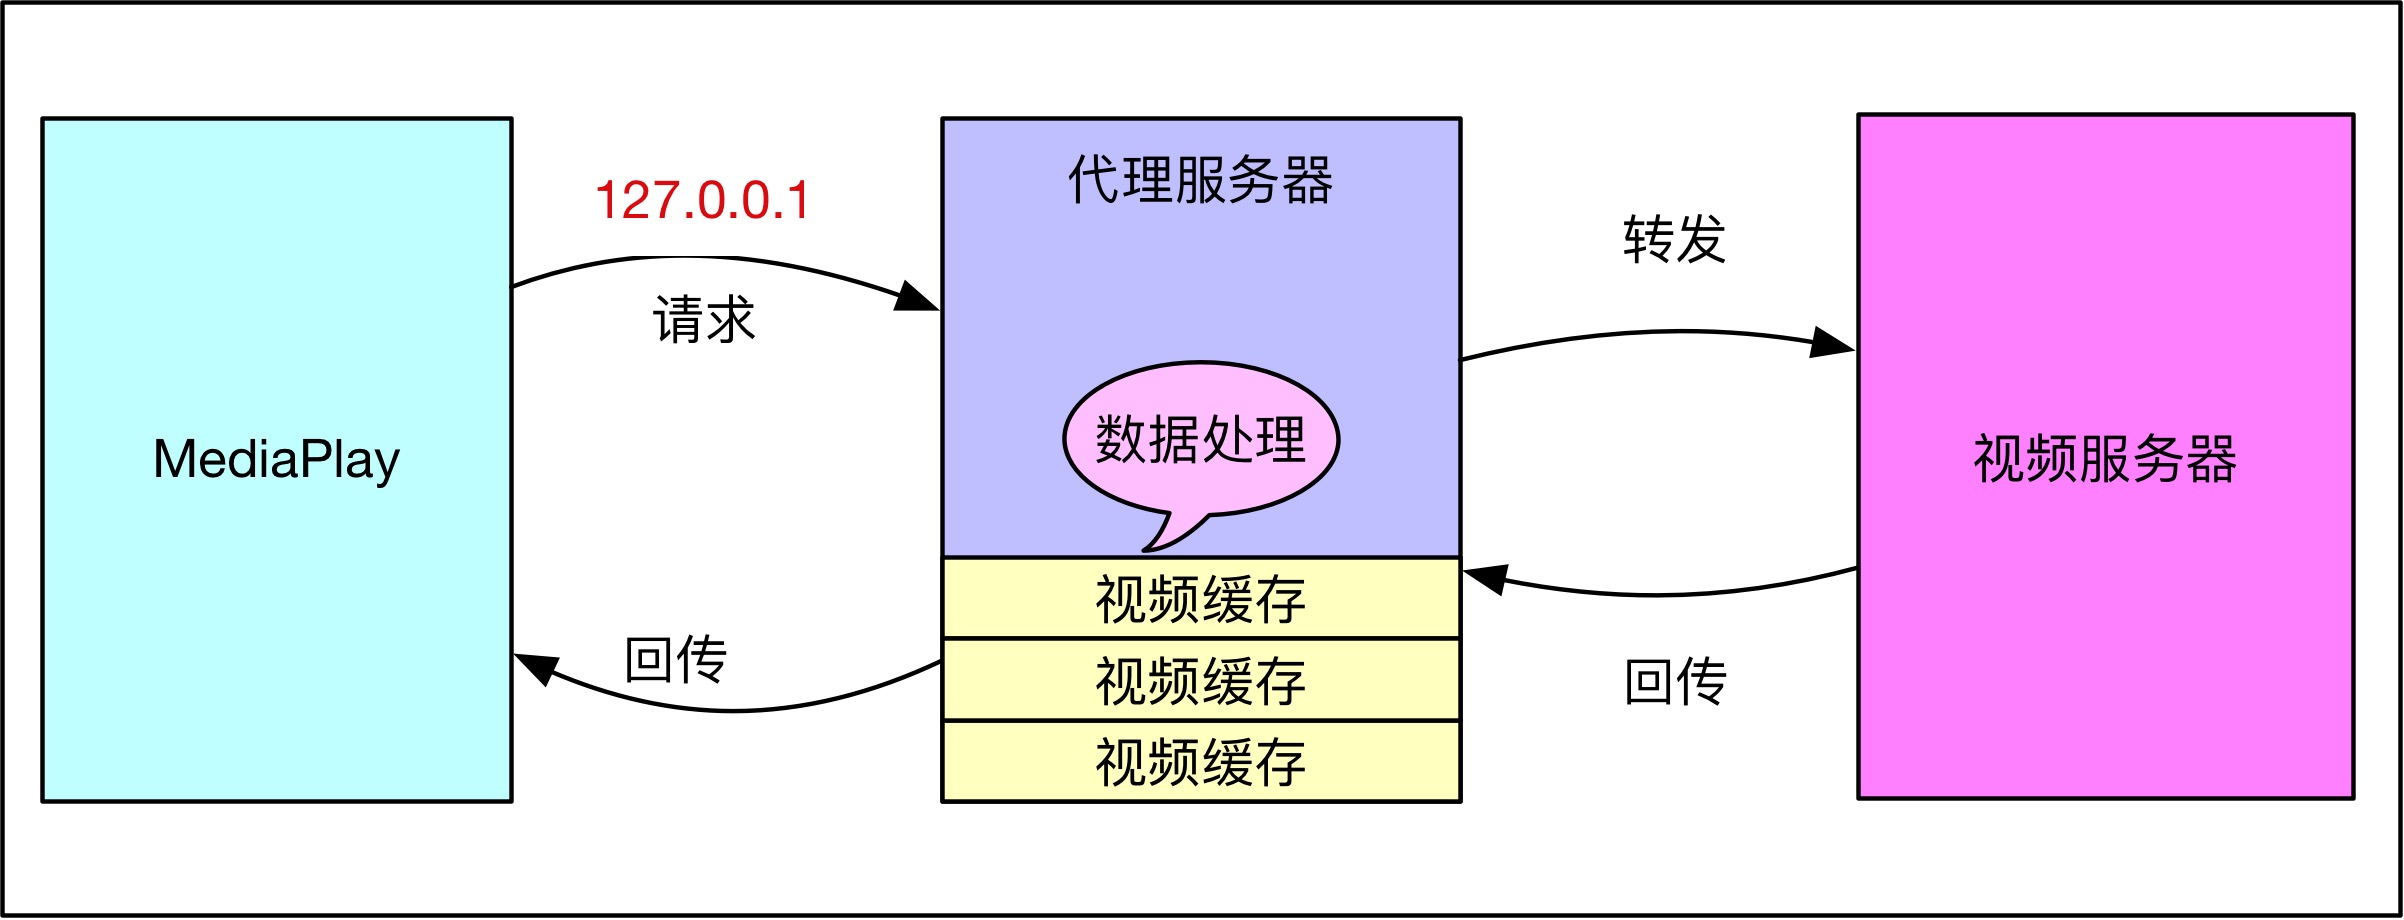 MediaPlay
127.0.0.1
请求
回传
代理服务器
数据处理
视频缓存
视频缓存
视频缓存
转发
回传
视频服务器